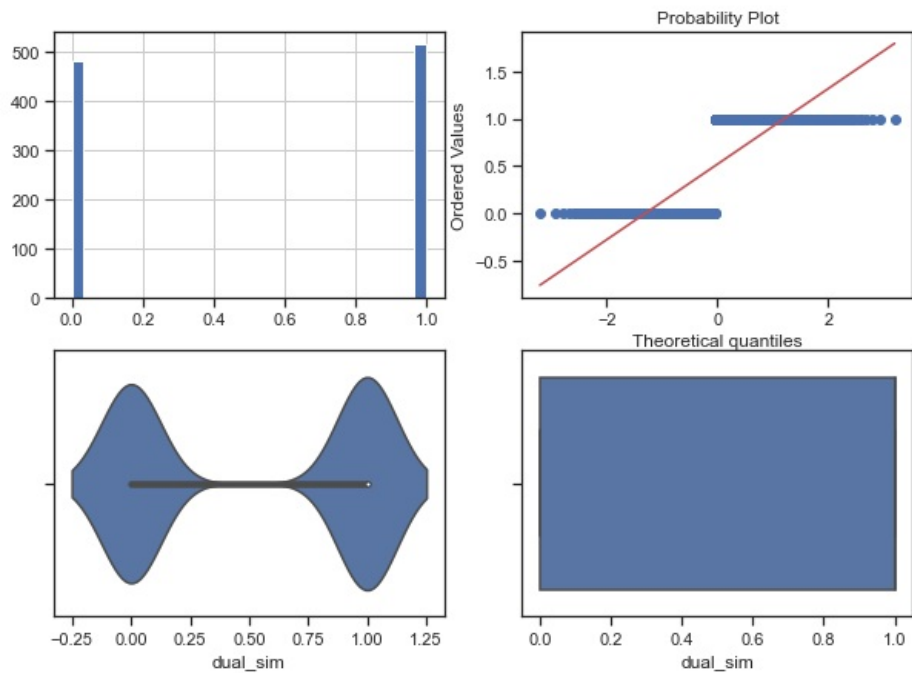 Probability Plot
500
400
300
200
100
0
0.0 0.2 0.4 0.6 0.8 1.0
Ordered Values
1.5
1.0
0.5
0.0
−0.5
−2 0 2
Theoretical quantiles
−0.25 0.00 0.25 0.50 0.75 1.00 1.25
dual_sim
0.0 0.2 0.4 0.6 0.8 1.0
dual_sim